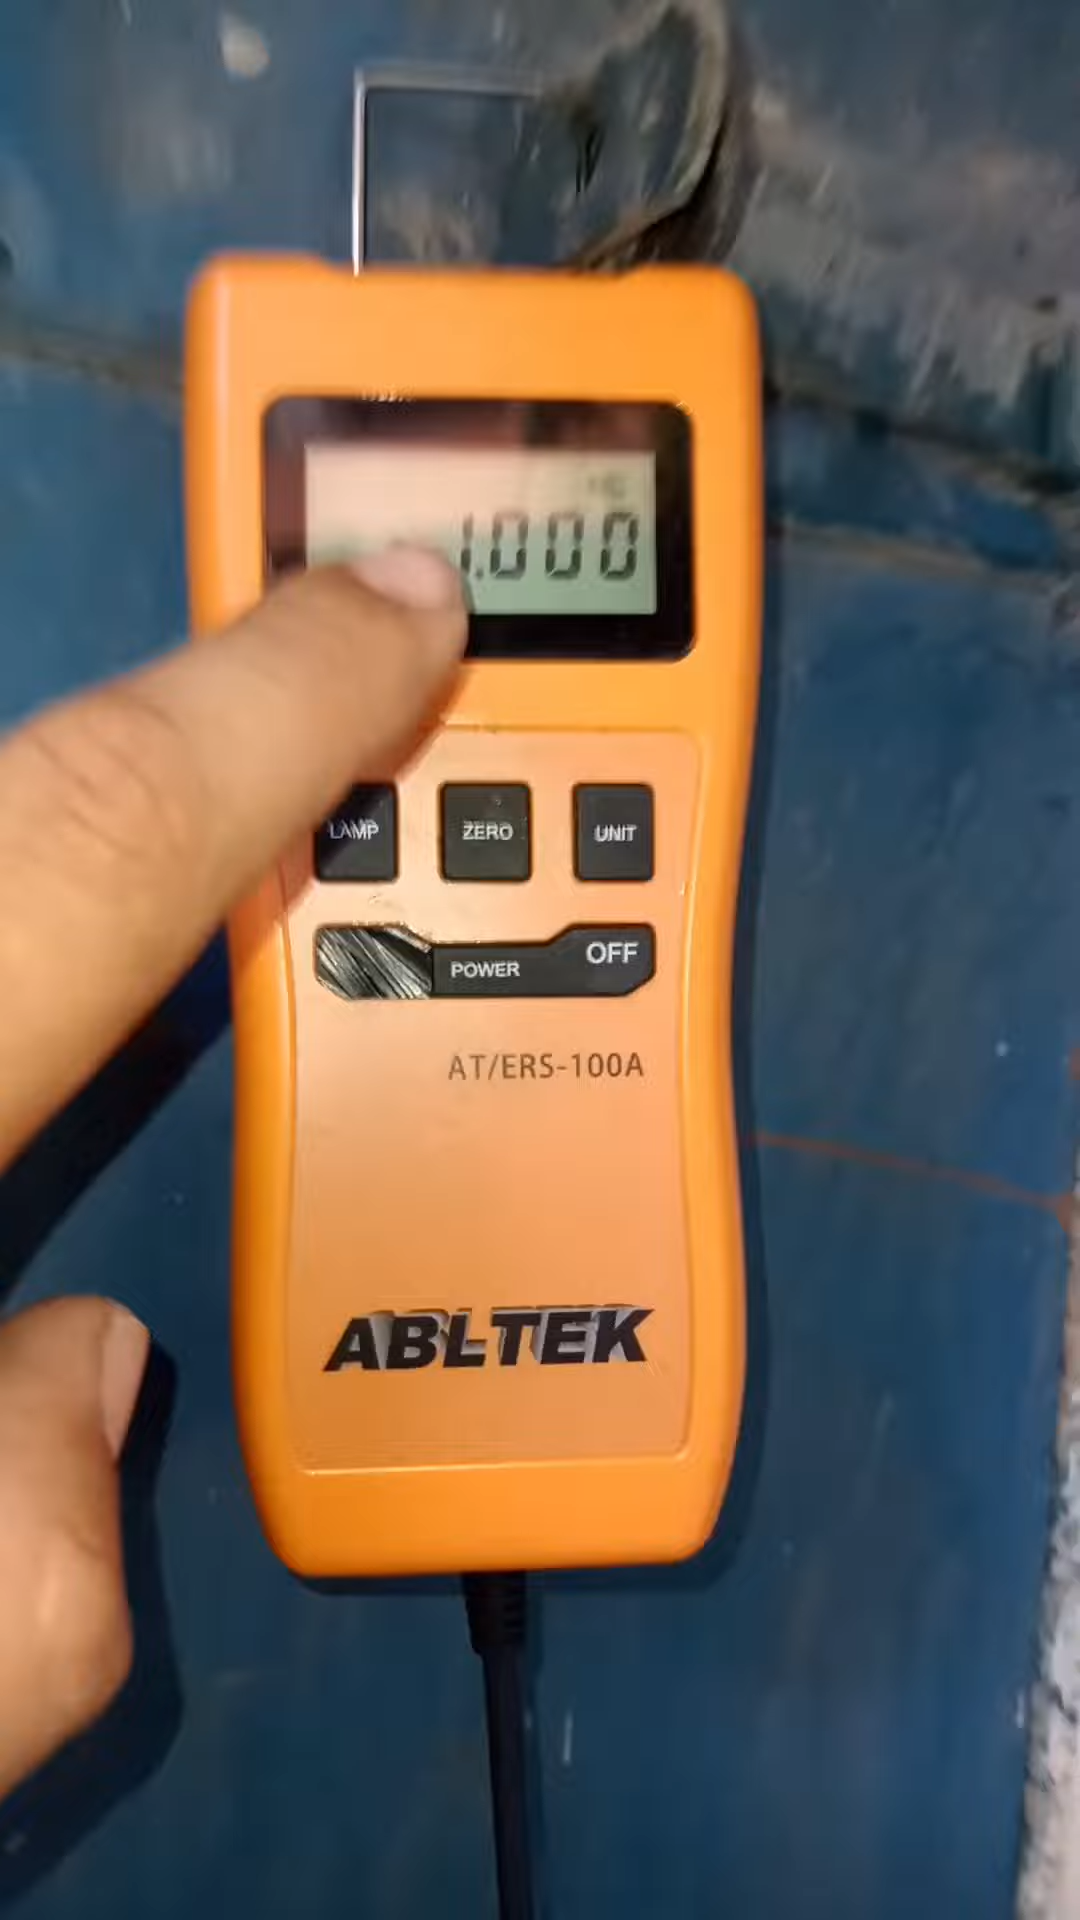 1.000
LAMP ZERO UNIT
POWER OFF
AT/ERS-100A
ABLTEK